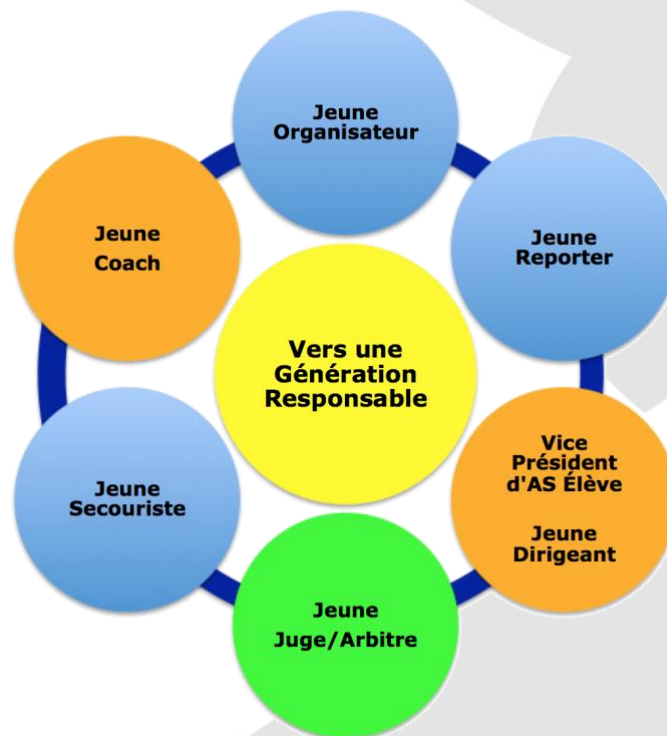 Jeune
Organisateur
Jeune
Coach
Jeune
Reporter
Vers une
Génération
Responsable
Vice
Président
d'AS Élève
Jeune
Dirigeant
Jeune
Secouriste
Jeune
Juge/Arbitre